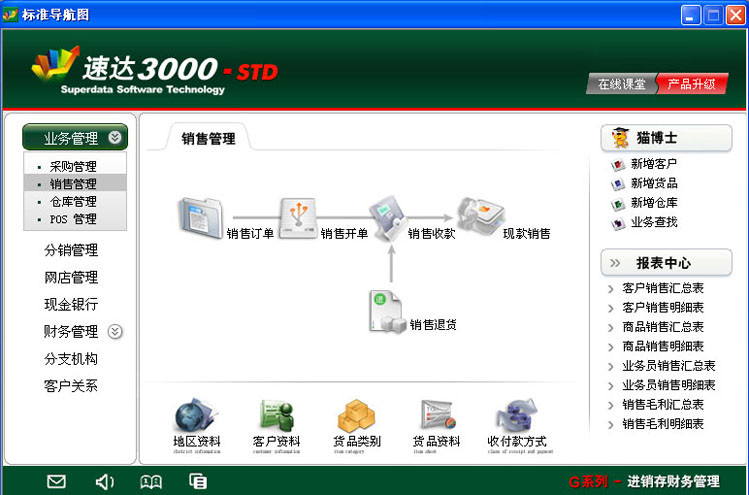 标准导航图
速达3000-STD
Superdata Software Technology
在线课堂
产品升级
业务管理
采购管理
销售管理
仓库管理
POS 管理
分销管理
网店管理
现金银行
财务管理
分支机构
客户关系
销售管理
销售订单
销售开单
销售收款
现款销售
销售退货
地区资料
district infomation
客户资料
customer infomation
货品类别
item category
货品资料
item sheet
收付款方式
class of receipt and payment
猫博士
新增客户
新增货品
新增仓库
业务查找
报表中心
客户销售汇总表
客户销售明细表
商品销售汇总表
商品销售明细表
业务员销售汇总表
业务员销售明细表
销售毛利汇总表
销售毛利明细表
G系列 - 进销存财务管理